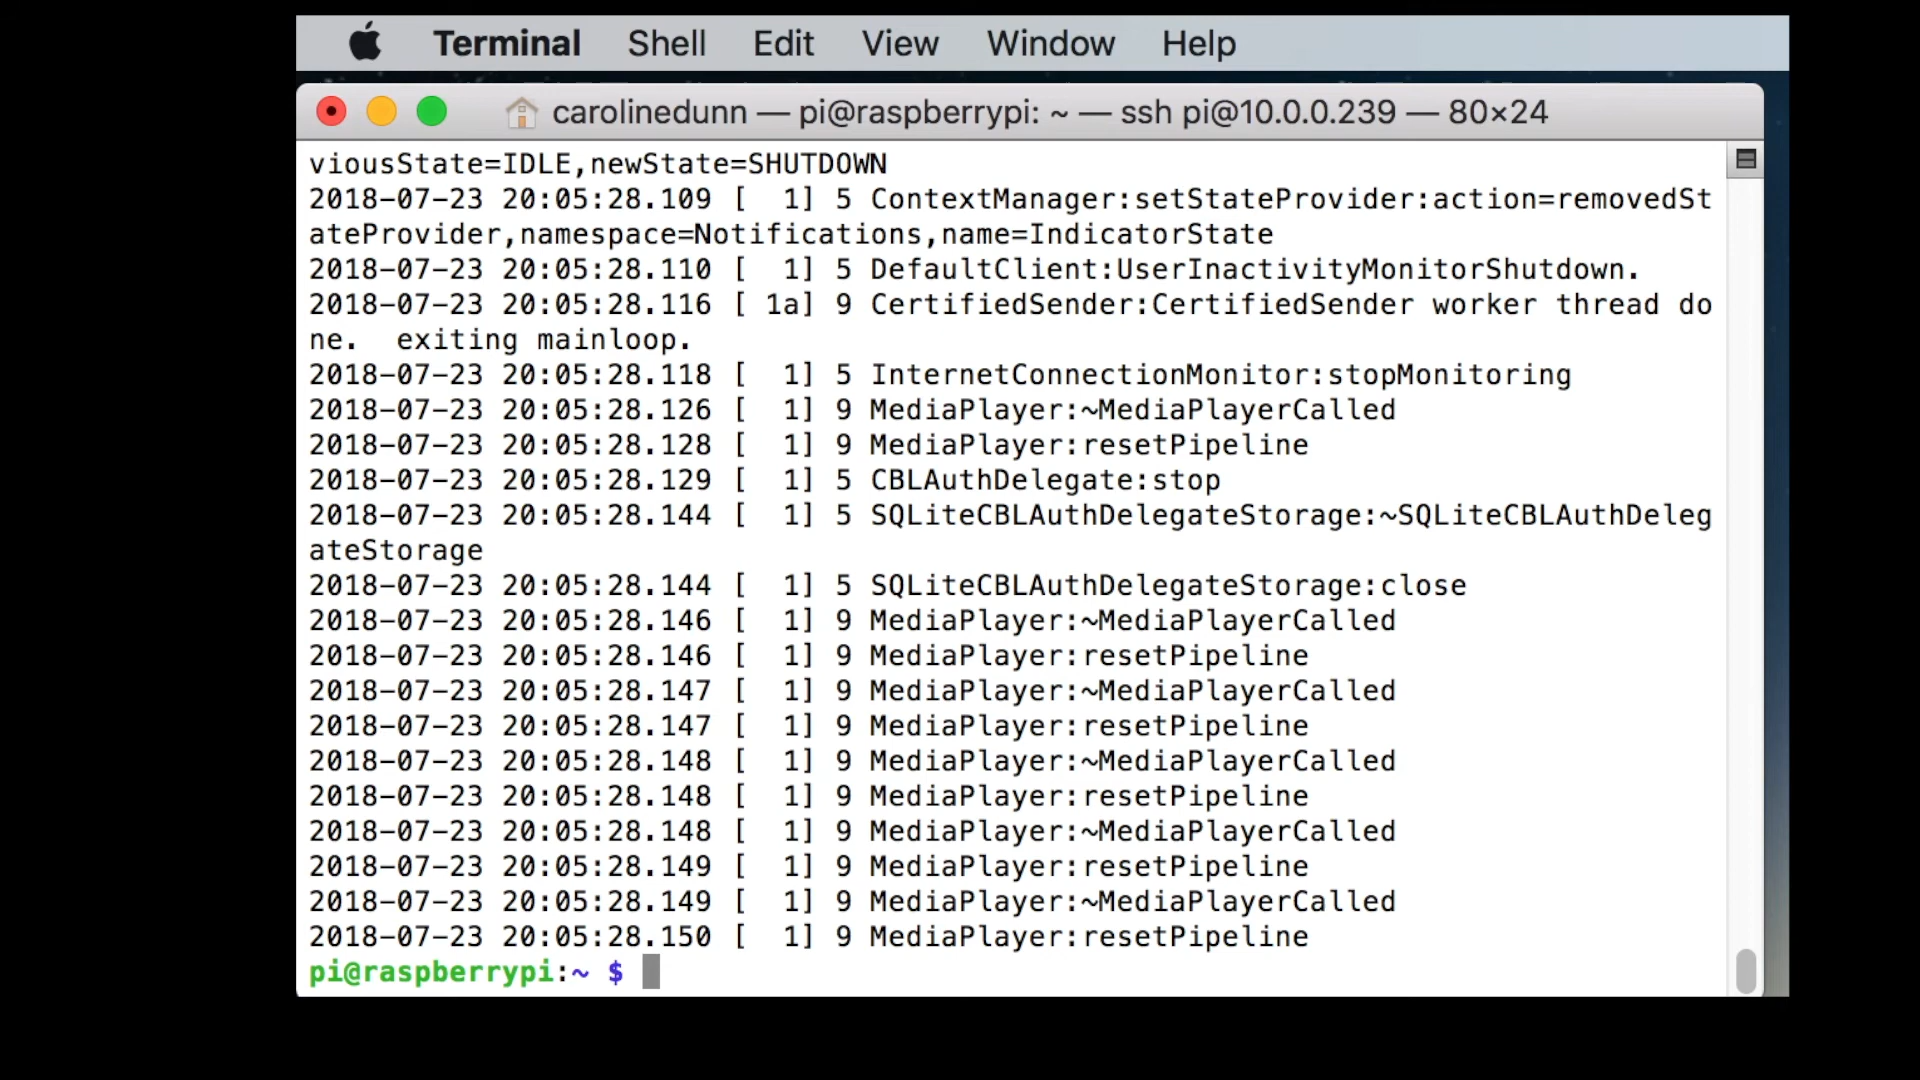 Terminal Shell Edit View Window Help
carolinedunn — pi@raspberrypi: ~ — ssh pi@10.0.0.239 — 80×24
viousState=IDLE,newState=SHUTDOWN
2018-07-23 20:05:28.109 [  1] 5 ContextManager:setStateProvider:action=removedSt
ateProvider,namespace=Notifications,name=IndicatorState
2018-07-23 20:05:28.110 [  1] 5 DefaultClient:UserInactivityMonitorShutdown.
2018-07-23 20:05:28.116 [ 1a] 9 CertifiedSender:CertifiedSender worker thread do
ne.  exiting mainloop.
2018-07-23 20:05:28.118 [  1] 5 InternetConnectionMonitor:stopMonitoring
2018-07-23 20:05:28.126 [  1] 9 MediaPlayer:~MediaPlayerCalled
2018-07-23 20:05:28.128 [  1] 9 MediaPlayer:resetPipeline
2018-07-23 20:05:28.129 [  1] 5 CBLAuthDelegate:stop
2018-07-23 20:05:28.144 [  1] 5 SQLiteCBLAuthDelegateStorage:~SQLiteCBLAuthDeleg
ateStorage
2018-07-23 20:05:28.144 [  1] 5 SQLiteCBLAuthDelegateStorage:close
2018-07-23 20:05:28.146 [  1] 9 MediaPlayer:~MediaPlayerCalled
2018-07-23 20:05:28.146 [  1] 9 MediaPlayer:resetPipeline
2018-07-23 20:05:28.147 [  1] 9 MediaPlayer:~MediaPlayerCalled
2018-07-23 20:05:28.147 [  1] 9 MediaPlayer:resetPipeline
2018-07-23 20:05:28.148 [  1] 9 MediaPlayer:~MediaPlayerCalled
2018-07-23 20:05:28.148 [  1] 9 MediaPlayer:resetPipeline
2018-07-23 20:05:28.148 [  1] 9 MediaPlayer:~MediaPlayerCalled
2018-07-23 20:05:28.149 [  1] 9 MediaPlayer:resetPipeline
2018-07-23 20:05:28.149 [  1] 9 MediaPlayer:~MediaPlayerCalled
2018-07-23 20:05:28.150 [  1] 9 MediaPlayer:resetPipeline
pi@raspberrypi:~ $